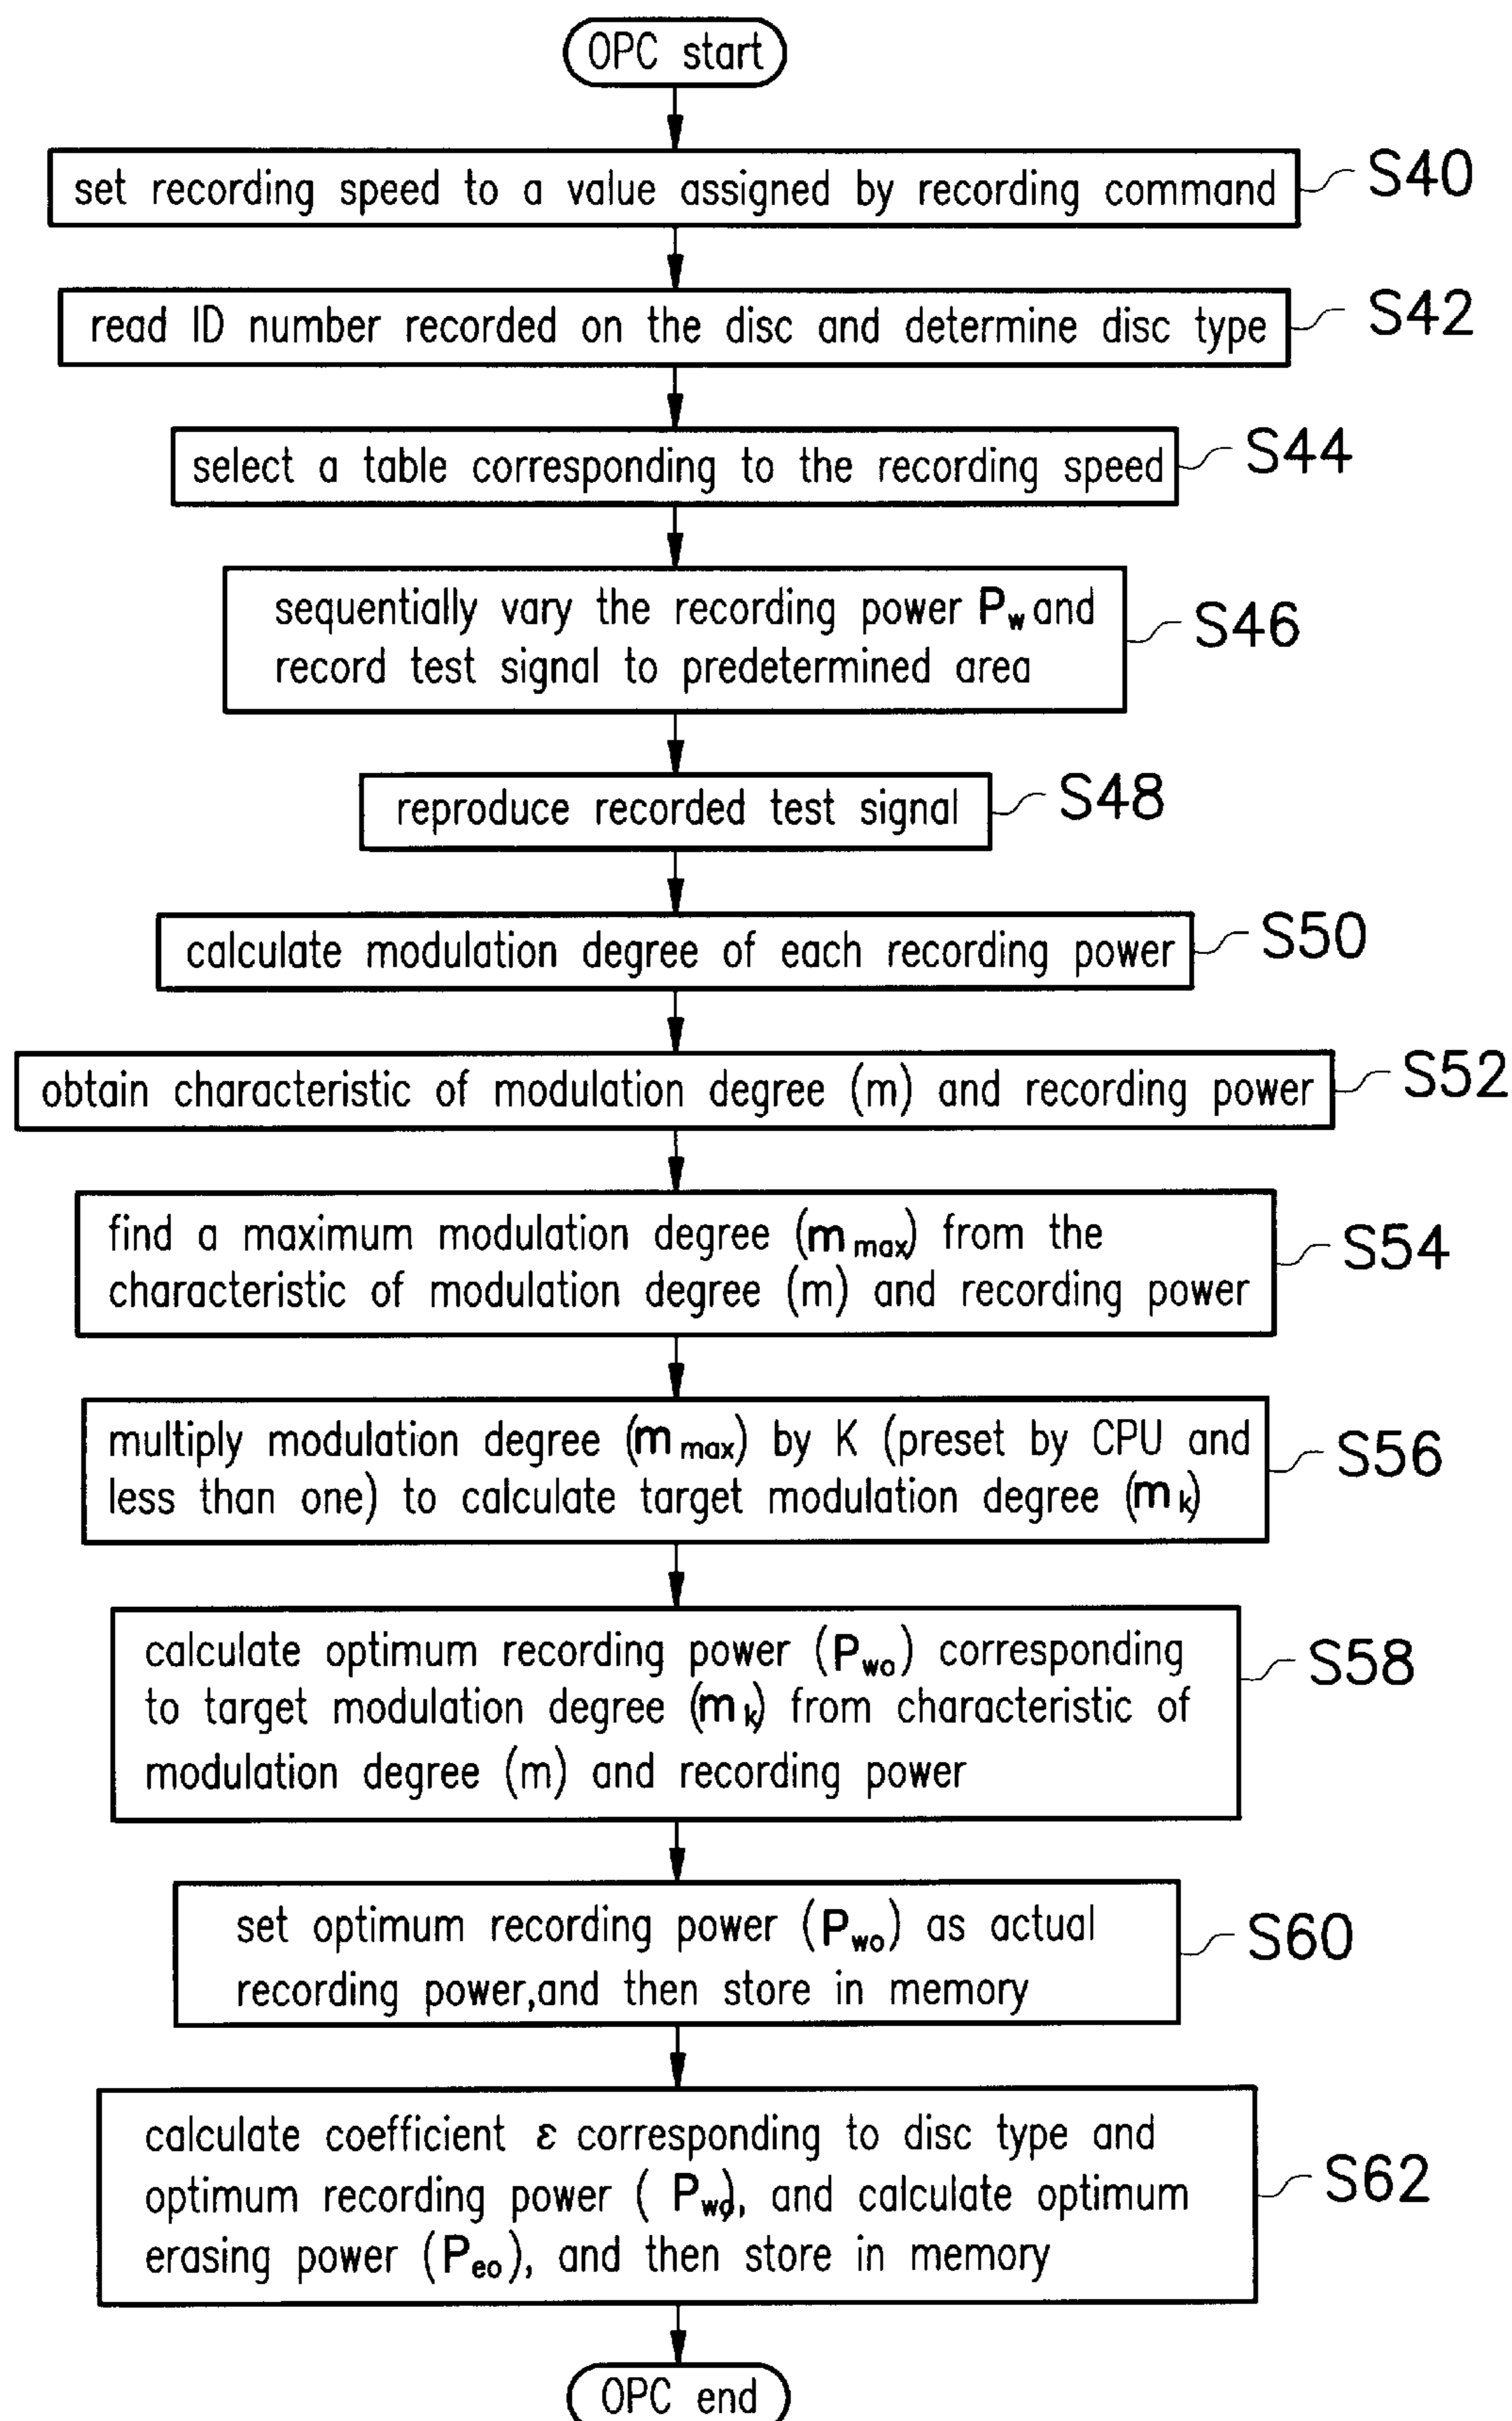 OPC start
set recording speed to a value assigned by recording command
S40
read ID number recorded on the disc and determine disc type
S42
select a table corresponding to the recording speed
S44
sequentially vary the recording power Pw and
record test signal to predetermined area
S46
reproduce recorded test signal
S48
calculate modulation degree of each recording power
S50
obtain characteristic of modulation degree (m) and recording power
S52
find a maximum modulation degree (m max) from the
characteristic of modulation degree (m) and recording power
S54
multiply modulation degree (m max) by K (preset by CPU and
less than one) to calculate target modulation degree (m k)
S56
calculate optimum recording power (Pwo) corresponding
to target modulation degree (m k) from characteristic of
modulation degree (m) and recording power
S58
set optimum recording power (Pwo) as actual
recording power,and then store in memory
S60
calculate coefficient ε corresponding to disc type and
optimum recording power ( Pwo), and calculate optimum
erasing power (Peo), and then store in memory
S62
OPC end